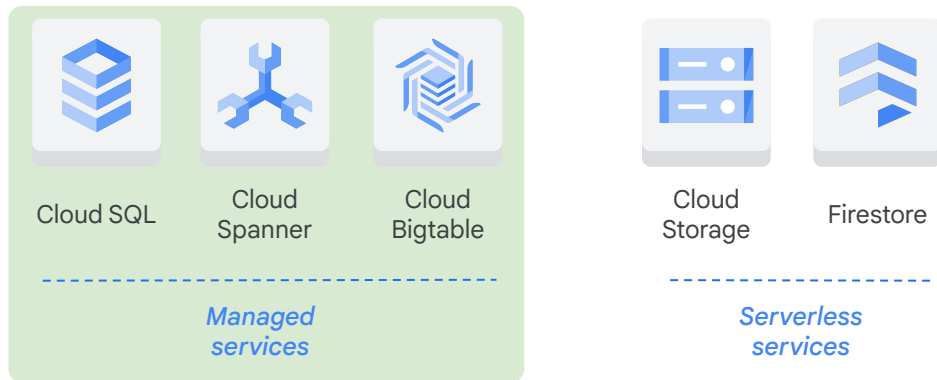 Cloud SQL
Cloud
Spanner
Cloud
Bigtable
Cloud
Storage
Firestore
Managed
services
Serverless
services